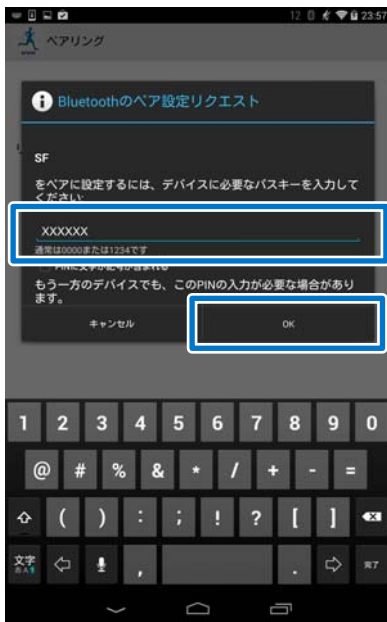 12 23:57
ペアリング
Bluetoothのペア設定リクエスト
SF
をペアに設定するには、デバイスに必要なパスキーを入力して
ください:
XXXXXX
通常は0000または1234です
PINに文字か記号が含まれる
もう一方のデバイスでも、このPINの入力が必要な場合があり
ます。
キャンセル OK
1 2 3 4 5 6 7 8 9 0
@ # % & * / + - =
( ) : ; ! ? [ ]
文字 , . 完了
あA1